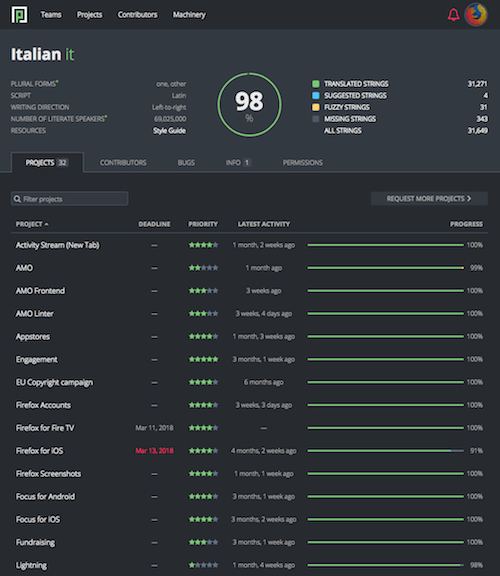 Teams Projects Contributors Machinery
Italian it
PLURAL FORMS* one, other
SCRIPT Latin
WRITING DIRECTION Left-to-right
NUMBER OF LITERATE SPEAKERS* 69,025,000
RESOURCES Style Guide
98
%
TRANSLATED STRINGS 31,271
SUGGESTED STRINGS 4
FUZZY STRINGS 31
MISSING STRINGS 343
ALL STRINGS 31,649
PROJECTS 32 CONTRIBUTORS BUGS INFO 1 PERMISSIONS
Filter projects REQUEST MORE PROJECTS
PROJECT DEADLINE PRIORITY LATEST ACTIVITY PROGRESS
Activity Stream (New Tab) — 1 month, 2 weeks ago 100%
AMO — 1 month ago 99%
AMO Frontend — 3 weeks ago 100%
AMO Linter — 3 weeks, 4 days ago 100%
Appstores — 1 month, 3 weeks ago 100%
Engagement — 3 months, 1 week ago 100%
EU Copyright campaign — 6 months ago 100%
Firefox Accounts — 3 weeks, 3 days ago 100%
Firefox for Fire TV Mar 11, 2018 — 100%
Firefox for iOS Mar 13, 2018 4 months, 2 weeks ago 91%
Firefox Screenshots — 1 month, 1 week ago 100%
Focus for Android — 3 months, 1 week ago 100%
Focus for iOS — 3 months, 2 weeks ago 100%
Fundraising — 3 months, 1 week ago 100%
Lightning — 1 month, 4 weeks ago 98%